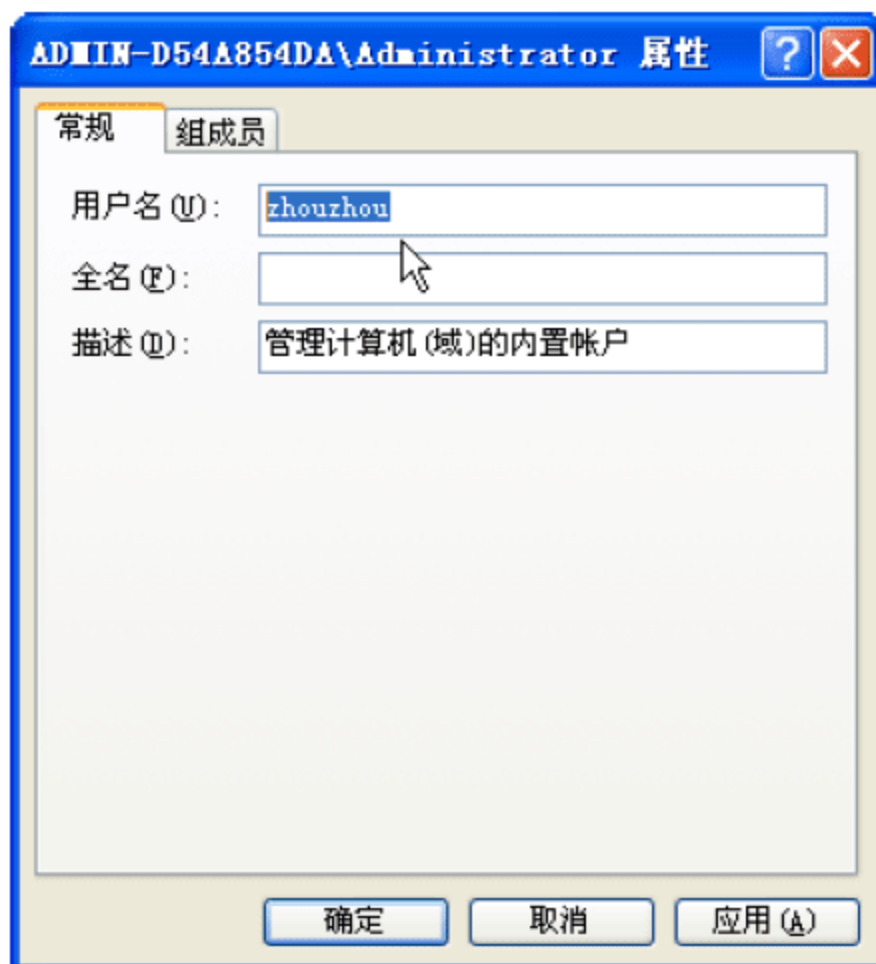 ADMIN-D54A854DA\Administrator 属性
常规 组成员
用户名(U): zhouzhou
全名(F):
描述(D): 管理计算机(域)的内置帐户
确定 取消 应用(A)